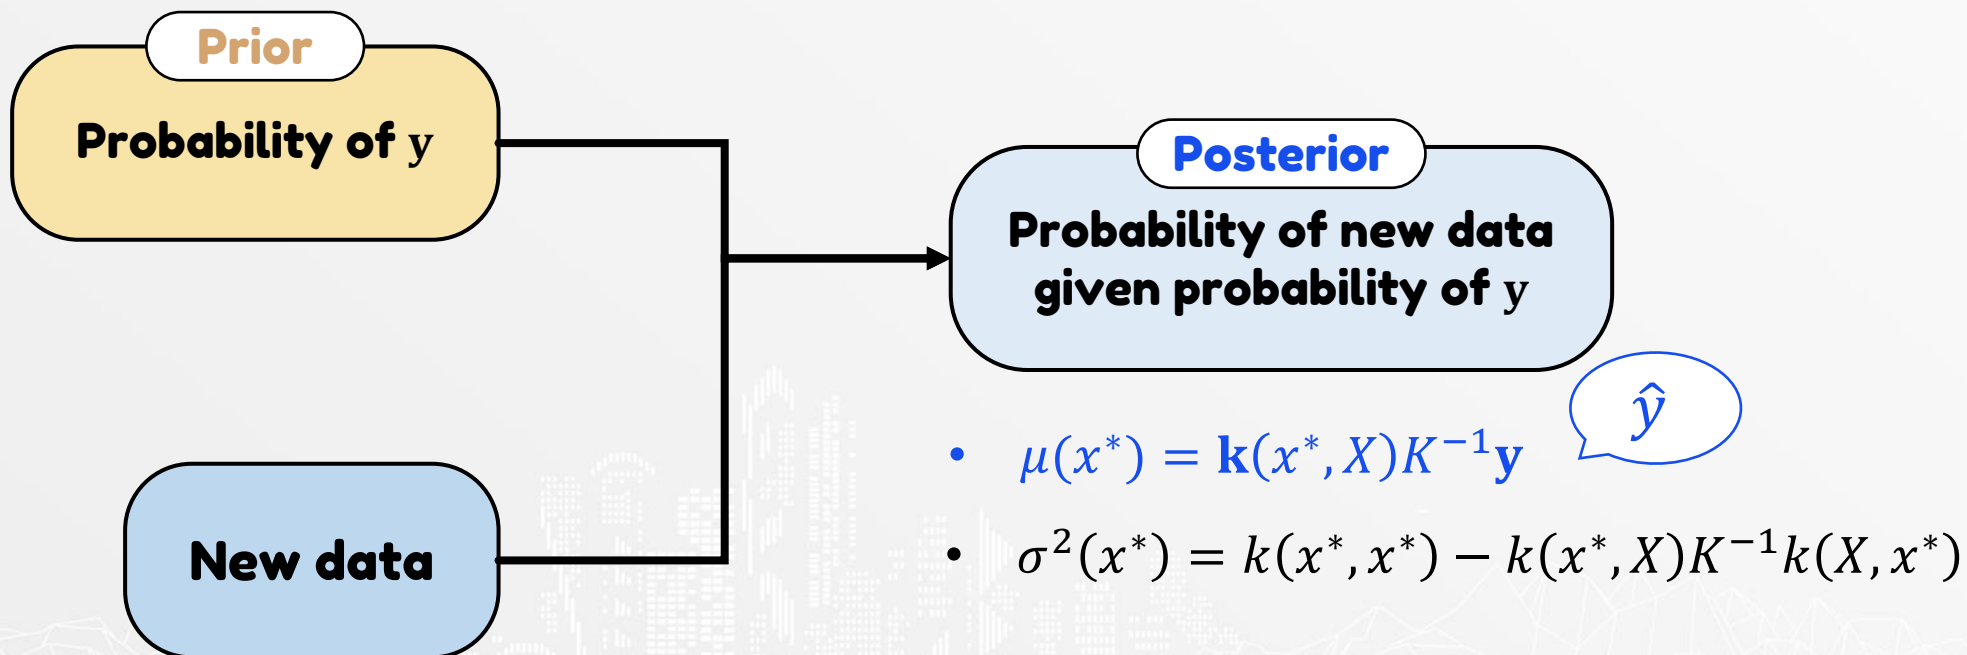 Prior
Probability of y
New data
Posterior
Probability of new data
given probability of y
ŷ
• μ(x*) = 𝐤(x*, X)K⁻¹𝐲
• σ²(x*) = k(x*, x*) − k(x*, X)K⁻¹k(X, x*)